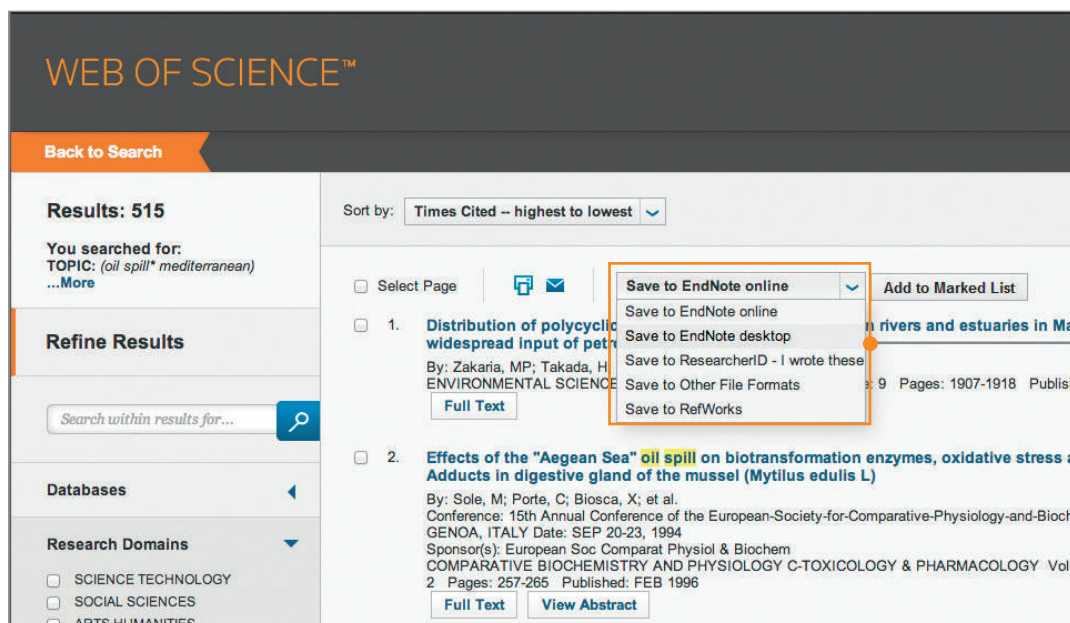 WEB OF SCIENCE™
Back to Search
Results: 515
You searched for:
TOPIC: (oil spill* mediterranean)
...More
Refine Results
Search within results for...
Databases
Research Domains
SCIENCE TECHNOLOGY
SOCIAL SCIENCES
ARTS HUMANITIES
Sort by: Times Cited -- highest to lowest
Select Page
Save to EndNote online
Add to Marked List
Save to EndNote online
Save to EndNote desktop
Save to ResearcherID - I wrote these
Save to Other File Formats
Save to RefWorks
1. Distribution of polycyclic rivers and estuaries in
widespread input of
By: Zakaria, MP; Takada, H
ENVIRONMENTAL 9 Pages: 1907-1918
Full Text
2. Effects of the "Aegean Sea" oil spill on biotransformation enzymes, oxidative stress
Adducts in digestive gland of the mussel (Mytilus edulis L)
By: Sole, M; Porte, C; Biosca, X; et al.
Conference: 15th Annual Conference of the European-Society-for-Comparative-Physiology-and-Bioch
GENOA, ITALY Date: SEP 20-23, 1994
Sponsor(s): European Soc Comparat Physiol & Biochem
COMPARATIVE BIOCHEMISTRY AND PHYSIOLOGY C-TOXICOLOGY & PHARMACOLOGY Vol
2 Pages: 257-265 Published: FEB 1996
Full Text View Abstract